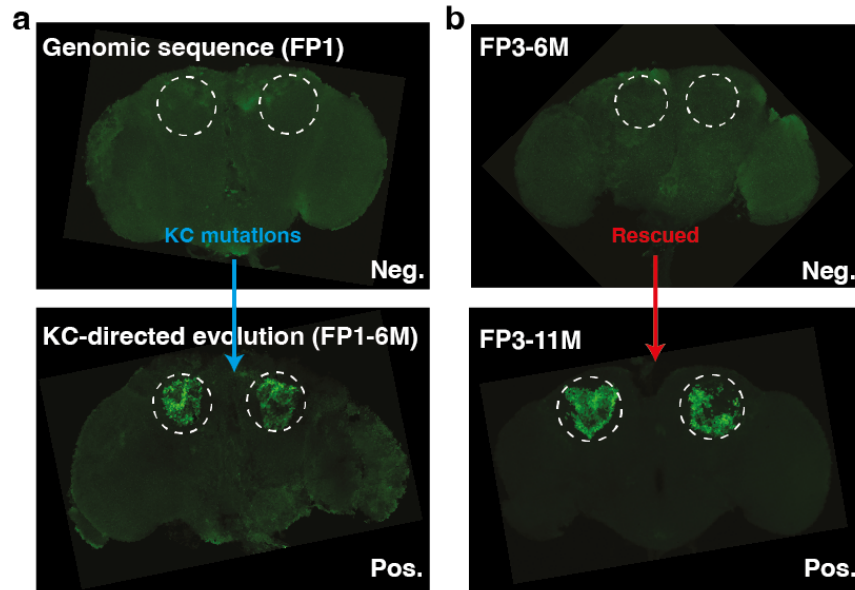 a
Genomic sequence (FP1)
KC mutations
Neg.
KC-directed evolution (FP1-6M)
Pos.
b
FP3-6M
Rescued
Neg.
FP3-11M
Pos.